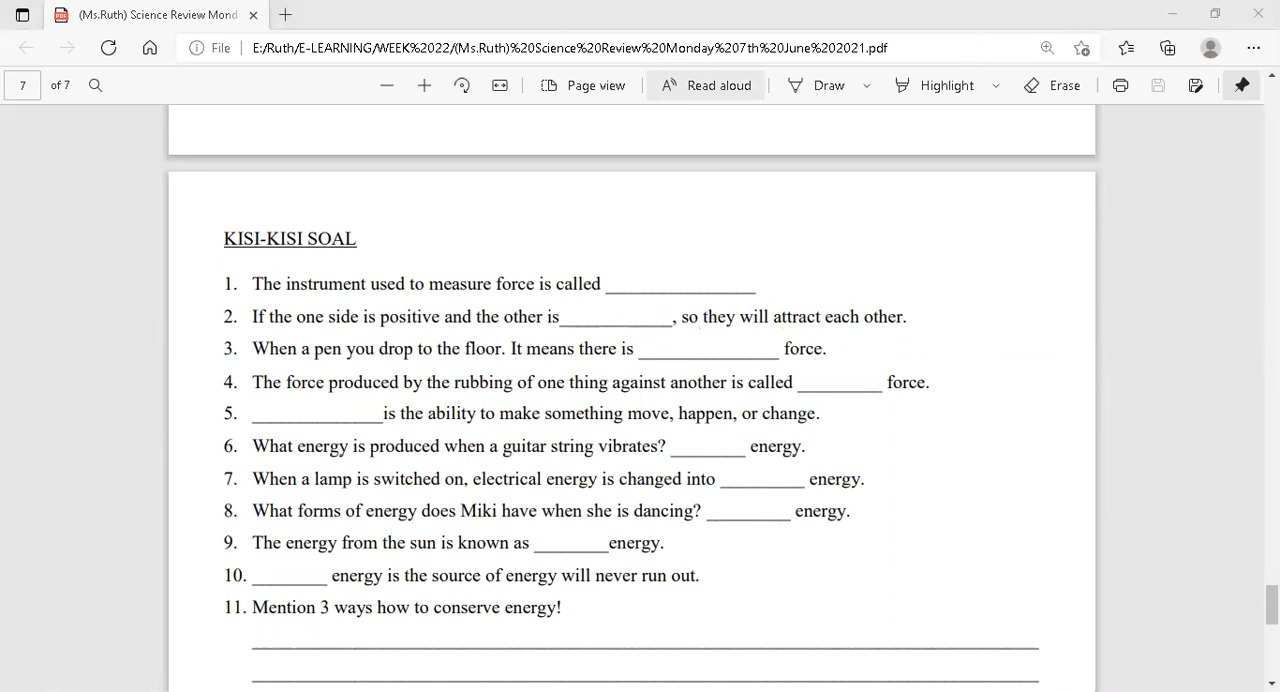 (Ms.Ruth) Science Review Mond
File E:/Ruth/E-LEARNING/WEEK%2022/(Ms.Ruth)%20Science%20Review%20Monday%207th%20June%202021.pdf
7 of 7 Page view Read aloud Draw Highlight Erase
KISI-KISI SOAL
1. The instrument used to measure force is called ________________
2. If the one side is positive and the other is____________, so they will attract each other.
3. When a pen you drop to the floor. It means there is _______________ force.
4. The force produced by the rubbing of one thing against another is called _________ force.
5. ______________is the ability to make something move, happen, or change.
6. What energy is produced when a guitar string vibrates? ________ energy.
7. When a lamp is switched on, electrical energy is changed into _________ energy.
8. What forms of energy does Miki have when she is dancing? _________ energy.
9. The energy from the sun is known as ________energy.
10. ________ energy is the source of energy will never run out.
11. Mention 3 ways how to conserve energy!